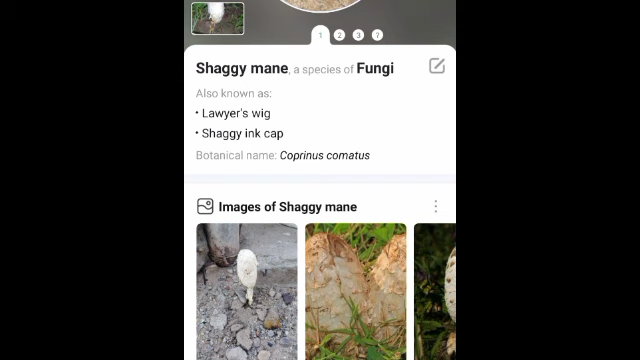 1 2 3 ?
Shaggy mane, a species of Fungi
Also known as:
• Lawyer's wig
• Shaggy ink cap
Botanical name: Coprinus comatus
Images of Shaggy mane